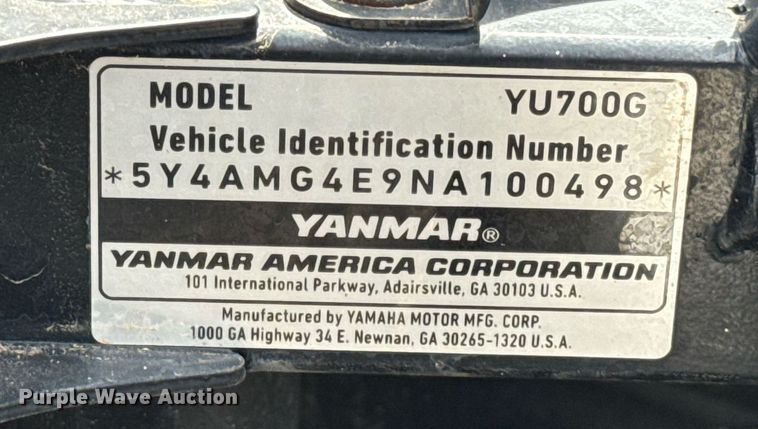 MODEL YU700G
Vehicle Identification Number
*5Y4AMG4E9NA100498*
YANMAR®
YANMAR AMERICA CORPORATION
101 International Parkway, Adairsville, GA 30103 U.S.A.
Manufactured by YAMAHA MOTOR MFG. CORP.
1000 GA Highway 34 E. Newnan, GA 30265-1320 U.S.A.
Purple Wave Auction